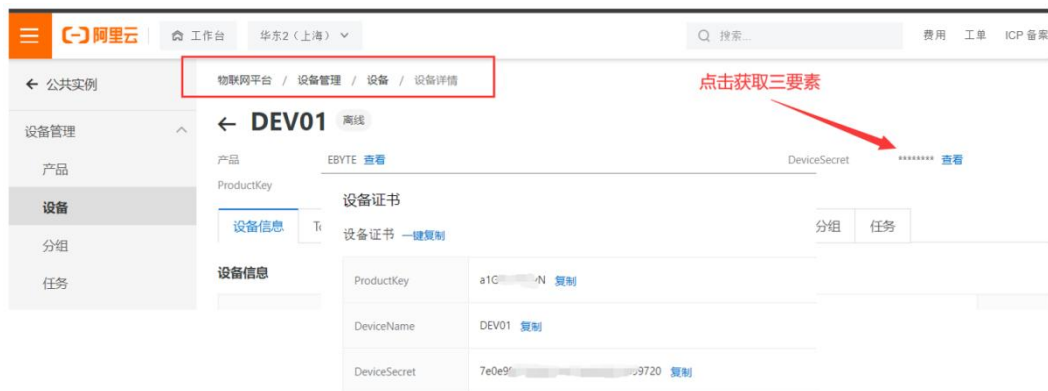 阿里云 工作台 华东2（上海） 搜索... 费用 工单 ICP 备案
← 公共实例
物联网平台 / 设备管理 / 设备 / 设备详情
点击获取三要素
设备管理
← DEV01 离线
产品 EBYTE 查看 DeviceSecret ******** 查看
产品
ProductKey
设备证书
设备
设备信息
设备证书 一键复制
分组 任务
分组
设备信息
任务
ProductKey a1G N 复制
DeviceName DEV01 复制
DeviceSecret 7e0e9 9720 复制